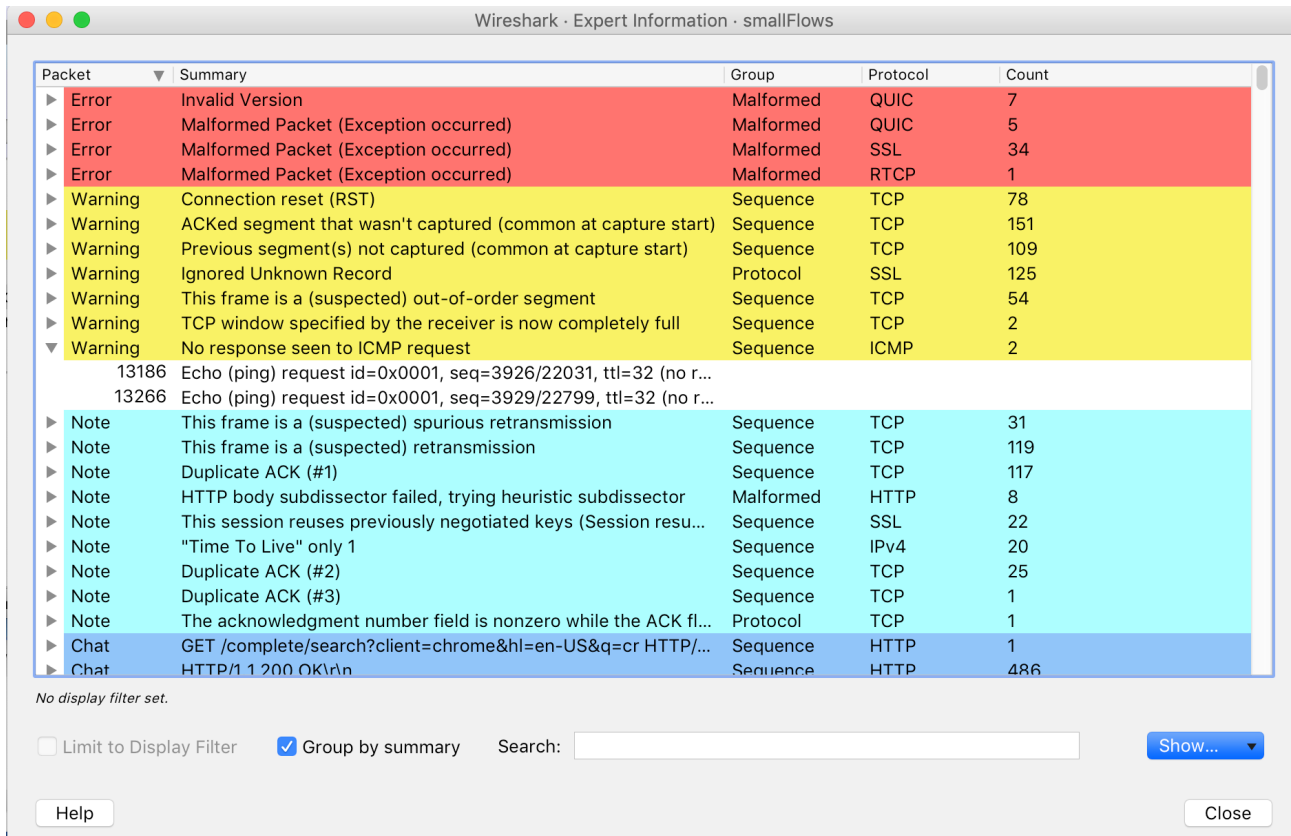 Wireshark · Expert Information · smallFlows
Packet Summary Group Protocol Count
Error Invalid Version Malformed QUIC 7
Error Malformed Packet (Exception occurred) Malformed QUIC 5
Error Malformed Packet (Exception occurred) Malformed SSL 34
Error Malformed Packet (Exception occurred) Malformed RTCP 1
Warning Connection reset (RST) Sequence TCP 78
Warning ACKed segment that wasn't captured (common at capture start) Sequence TCP 151
Warning Previous segment(s) not captured (common at capture start) Sequence TCP 109
Warning Ignored Unknown Record Protocol SSL 125
Warning This frame is a (suspected) out-of-order segment Sequence TCP 54
Warning TCP window specified by the receiver is now completely full Sequence TCP 2
Warning No response seen to ICMP request Sequence ICMP 2
13186 Echo (ping) request id=0x0001, seq=3926/22031, ttl=32 (no r...
13266 Echo (ping) request id=0x0001, seq=3929/22799, ttl=32 (no r...
Note This frame is a (suspected) spurious retransmission Sequence TCP 31
Note This frame is a (suspected) retransmission Sequence TCP 119
Note Duplicate ACK (#1) Sequence TCP 117
Note HTTP body subdissector failed, trying heuristic subdissector Malformed HTTP 8
Note This session reuses previously negotiated keys (Session resu... Sequence SSL 22
Note "Time To Live" only 1 Sequence IPv4 20
Note Duplicate ACK (#2) Sequence TCP 25
Note Duplicate ACK (#3) Sequence TCP 1
Note The acknowledgment number field is nonzero while the ACK fl... Protocol TCP 1
Chat GET /complete/search?client=chrome&hl=en-US&q=cr HTTP/... Sequence HTTP 1
Chat HTTP/1.1 200 OK\r\n Sequence HTTP 486
No display filter set.
Limit to Display Filter Group by summary Search: Show...
Help Close